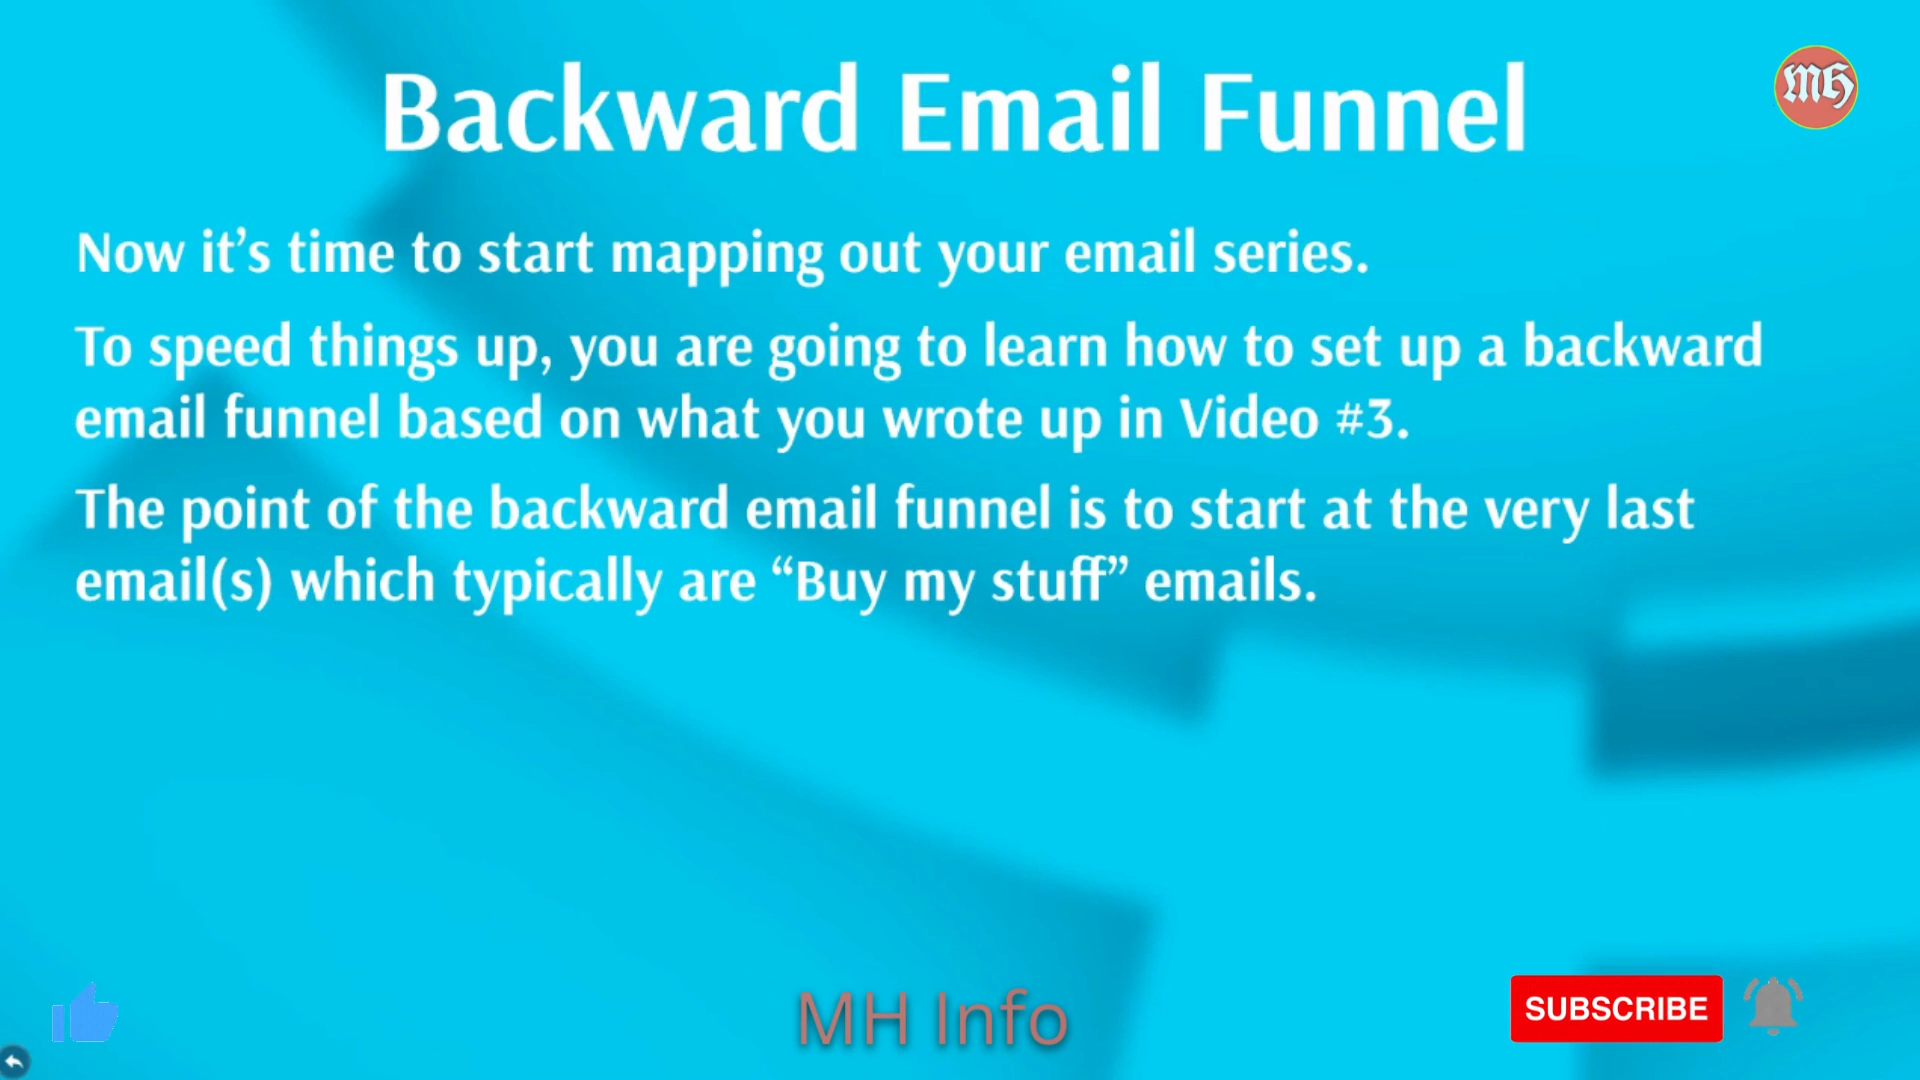 Backward Email Funnel
MH
Now it’s time to start mapping out your email series.
To speed things up, you are going to learn how to set up a backward
email funnel based on what you wrote up in Video #3.
The point of the backward email funnel is to start at the very last
email(s) which typically are “Buy my stuff” emails.
MH Info
SUBSCRIBE